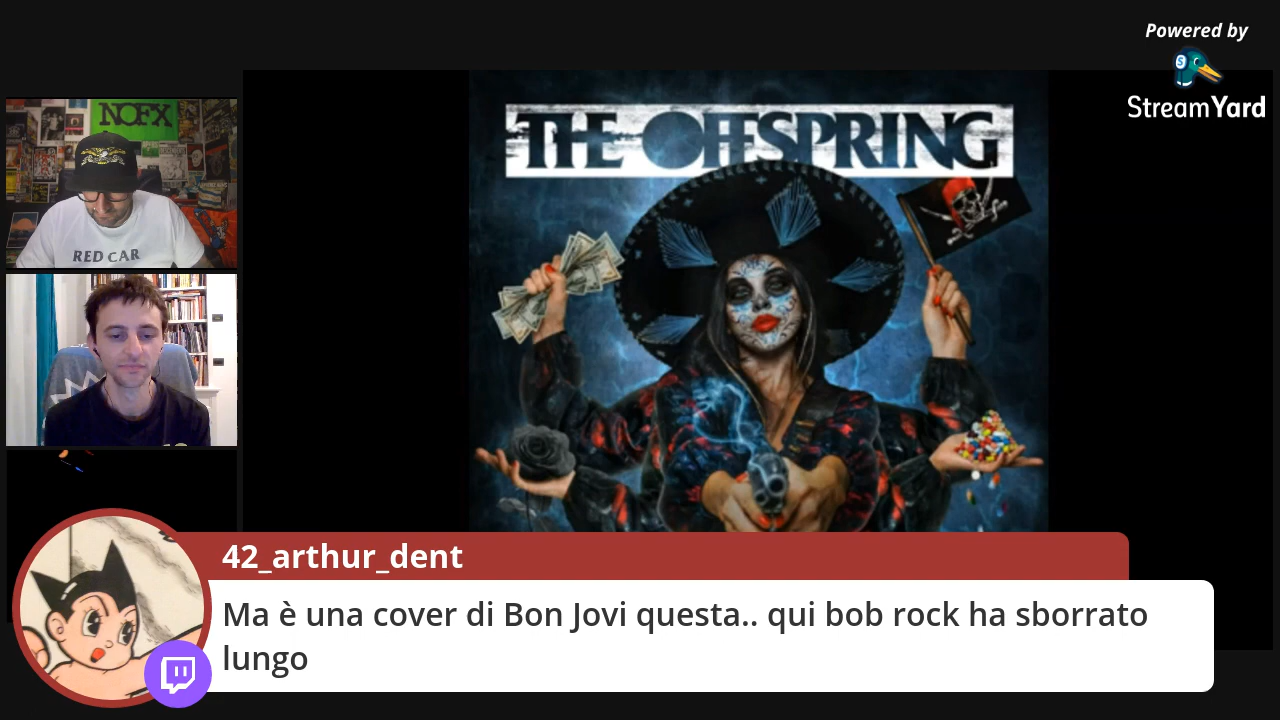 Powered by
StreamYard
NOFX
RED CAR
THE OFFSPRING
42_arthur_dent
Ma è una cover di Bon Jovi questa.. qui bob rock ha sborrato
lungo